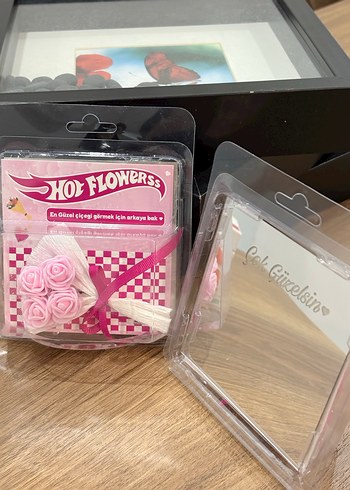 HOT FLOWERSS
En Güzel çiçeği görmek için arkaya bak ♥
Çok Güzelsin♥